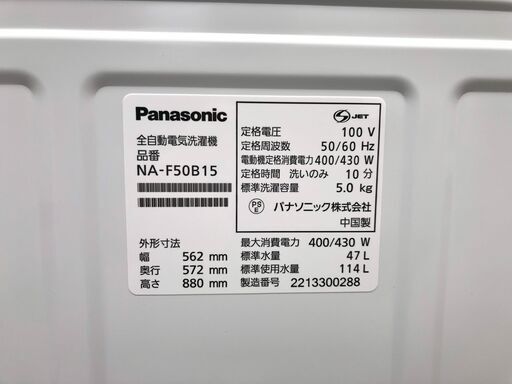 Panasonic
全自動電気洗濯機
品番
NA-F50B15
外形寸法
幅 562 mm
奥行 572 mm
高さ 880 mm
S JET
定格電圧 100 V
定格周波数 50/60 Hz
電動機定格消費電力 400/430 W
定格時間 洗いのみ 10 分
標準洗濯容量 5.0 kg
PS E パナソニック株式会社
中国製
最大消費電力 400/430 W
標準水量 47 L
標準使用水量 114 L
製造番号 2213300288